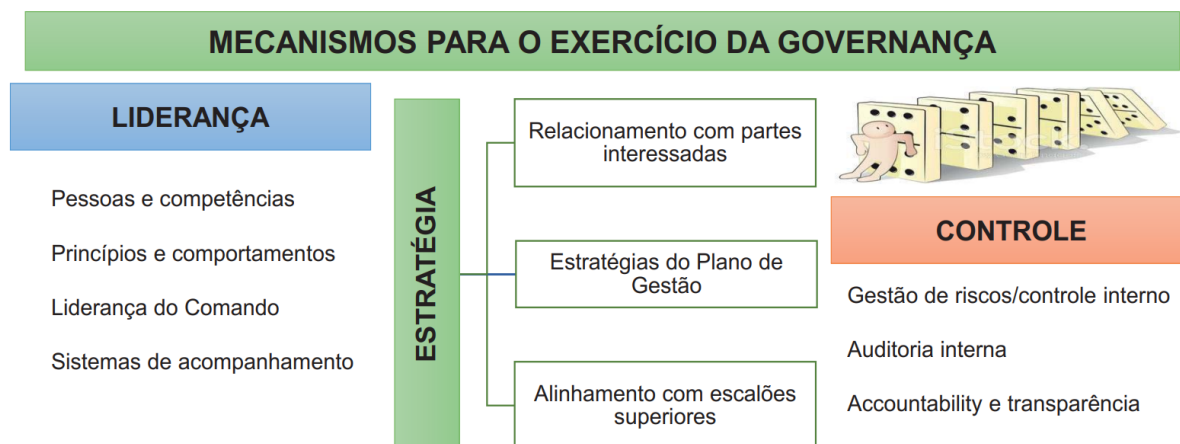 MECANISMOS PARA O EXERCÍCIO DA GOVERNANÇA
LIDERANÇA
Pessoas e competências
Princípios e comportamentos
Liderança do Comando
Sistemas de acompanhamento
ESTRATÉGIA
Relacionamento com partes
interessadas
Estratégias do Plano de
Gestão
Alinhamento com escalões
superiores
iStock
CONTROLE
Gestão de riscos/controle interno
Auditoria interna
Accountability e transparência